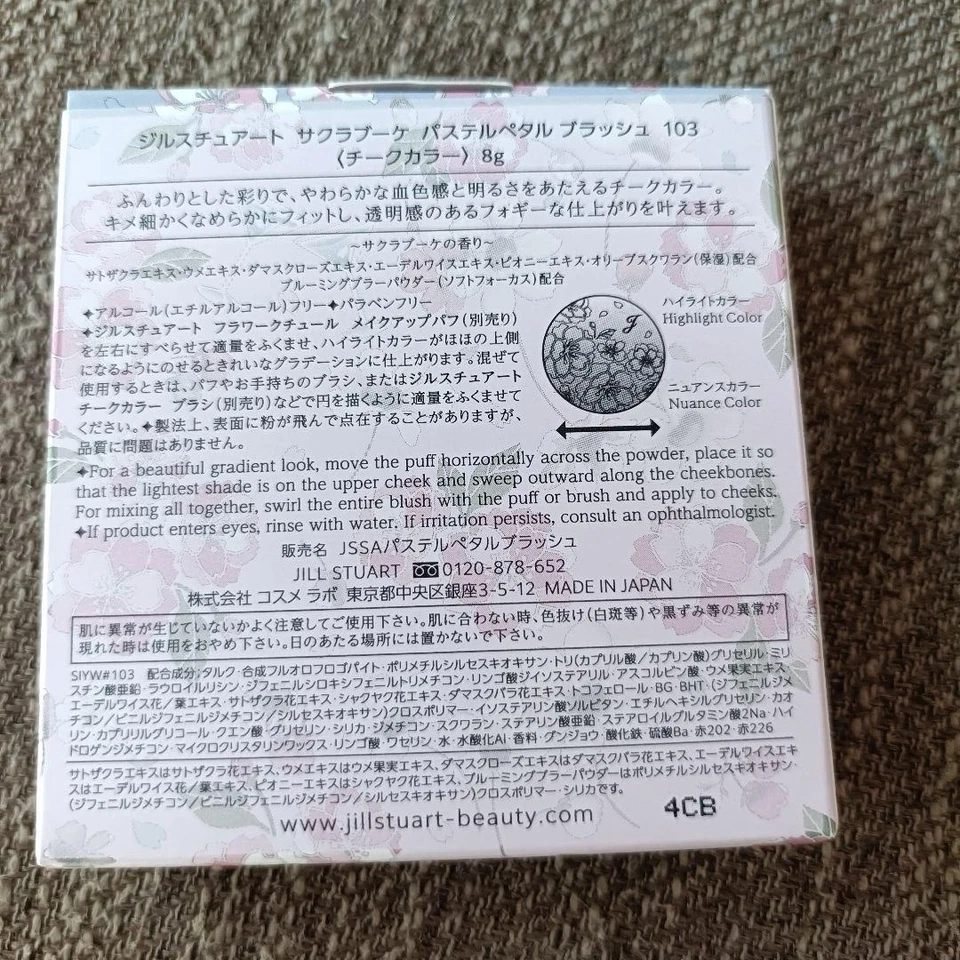 ジルスチュアート サクラブーケ パステルペタル ブラッシュ 103
〈チークカラー〉 8g
ふんわりとした彩りで、やわらかな血色感と明るさをあたえるチークカラー。
キメ細かくなめらかにフィットし、透明感のあるフォギーな仕上がりを叶えます。
~サクラブーケの香り~
サトザクラエキス・ウメエキス・ダマスクローズエキス・エーデルワイスエキス・ピオニーエキス・オリーブスクワラン(保湿)配合
ブルーミングブラーパウダー(ソフトフォーカス)配合
✦アルコール(エチルアルコール)フリー✦パラベンフリー
✦ジルスチュアート フラワークチュール メイクアップパフ(別売り)
を左右にすべらせて適量をふくませ、ハイライトカラーがほほの上側
になるようにのせるときれいなグラデーションに仕上がります。混ぜて
使用するときは、パフやお手持ちのブラシ、またはジルスチュアート
チークカラー ブラシ(別売り)などで円を描くように適量をふくませて
ください。✦製法上、表面に粉が飛んで点在することがありますが、
品質に問題はありません。
ハイライトカラー
Highlight Color
J
ニュアンスカラー
Nuance Color
✦For a beautiful gradient look, move the puff horizontally across the powder, place it so
that the lightest shade is on the upper cheek and sweep outward along the cheekbones.
For mixing all together, swirl the entire blush with the puff or brush and apply to cheeks.
✦If product enters eyes, rinse with water. If irritation persists, consult an ophthalmologist.
販売名 JSSAパステルペタルブラッシュ
JILL STUART 0120-878-652
株式会社 コスメ ラボ 東京都中央区銀座3-5-12 MADE IN JAPAN
肌に異常が生じていないかよく注意してご使用下さい。肌に合わない時、色抜け(白斑等)や黒ずみ等の異常が
現れた時は使用をおやめ下さい。日のあたる場所には置かないで下さい。
SIYW#103 配合成分:タルク・合成フルオロフロゴパイト・ポリメチルシルセスキオキサン・トリ(カプリル酸/カプリン酸)グリセリル・ミリ
スチン酸亜鉛・ラウロイルリシン・ジフェニルシロキシフェニルトリメチコン・リンゴ酸ジイソステアリル・アスコルビン酸・ウメ果実エキス・
エーデルワイス花/葉エキス・サトザクラ花エキス・シャクヤク花エキス・ダマスクバラ花エキス・トコフェロール・BG・BHT・(ジフェニルジメ
チコン/ビニルジフェニルジメチコン/シルセスキオキサン)クロスポリマー・イソステアリン酸ソルビタン・エチルヘキシルグリセリン・カオ
リン・カプリリルグリコール・クエン酸・グリセリン・シリカ・ジメチコン・スクワラン・ステアリン酸亜鉛・ステアロイルグルタミン酸2Na・ハイ
ドロゲンジメチコン・マイクロクリスタリンワックス・リンゴ酸・ワセリン・水・水酸化Al・香料・グンジョウ・酸化鉄・硫酸Ba・赤202・赤226
サトザクラエキスはサトザクラ花エキス、ウメエキスはウメ果実エキス、ダマスクローズエキスはダマスクバラ花エキス、エーデルワイスエキ
スはエーデルワイス花/葉エキス、ピオニーエキスはシャクヤク花エキス、ブルーミングブラーパウダーはポリメチルシルセスキオキサン・
(ジフェニルジメチコン/ビニルジフェニルジメチコン/シルセスキオキサン)クロスポリマー・シリカです。
www.jillstuart-beauty.com
4CB